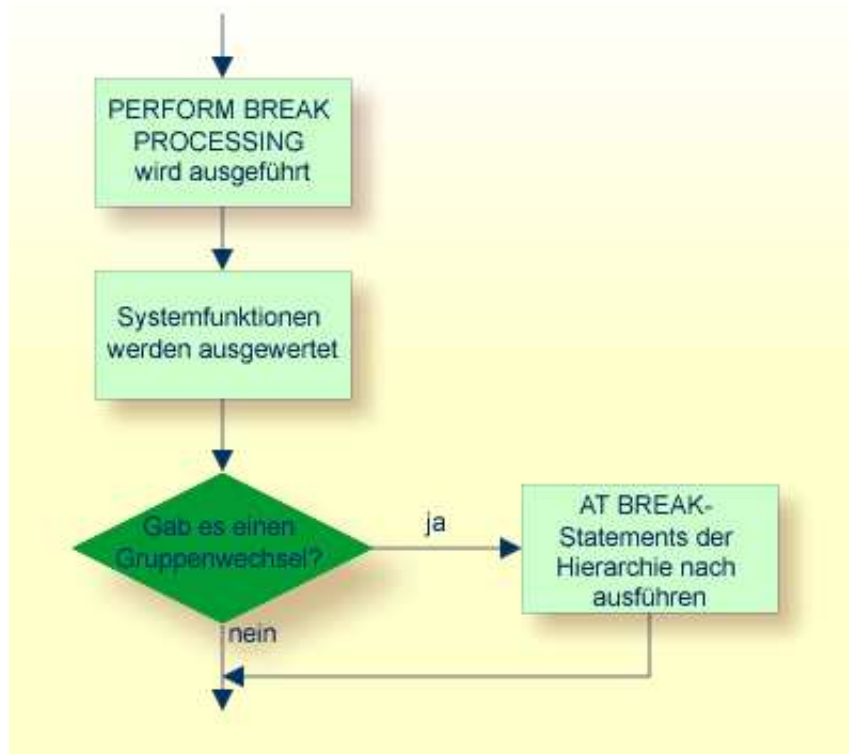 PERFORM BREAK
PROCESSING
wird ausgeführt
Systemfunktionen
werden ausgewertet
Gab es einen
Gruppenwechsel?
ja
AT BREAK-
Statements der
Hierarchie nach
ausführen
nein